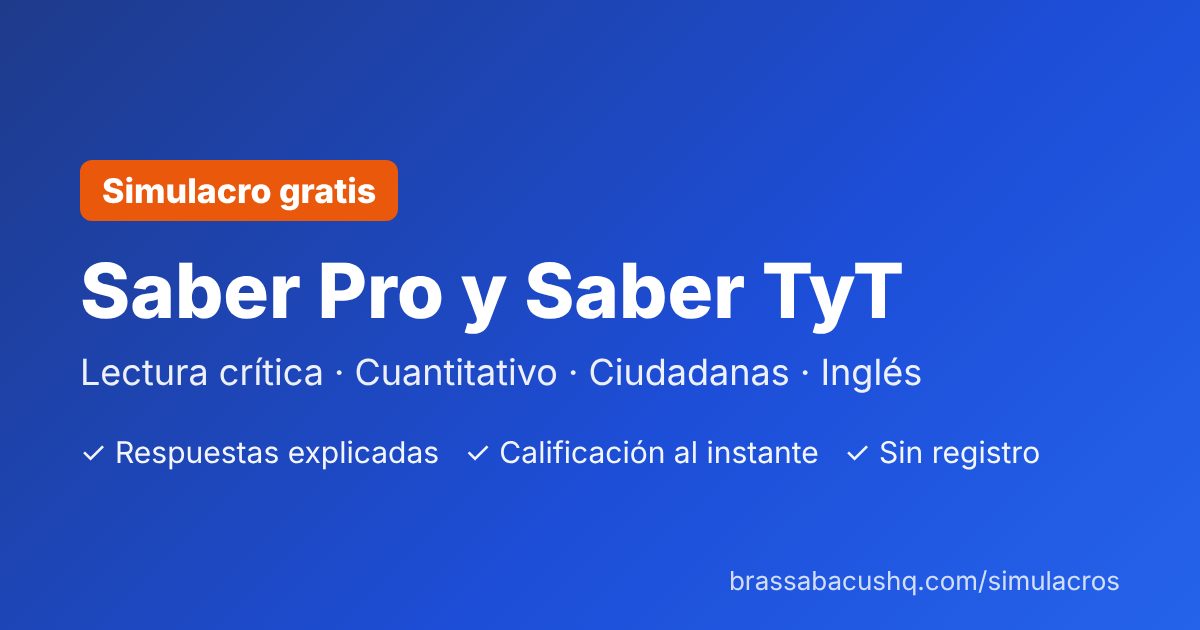 Simulacro gratis
Saber Pro y Saber TyT
Lectura crítica · Cuantitativo · Ciudadanas · Inglés
✓ Respuestas explicadas ✓ Calificación al instante ✓ Sin registro
brassabacushq.com/simulacros